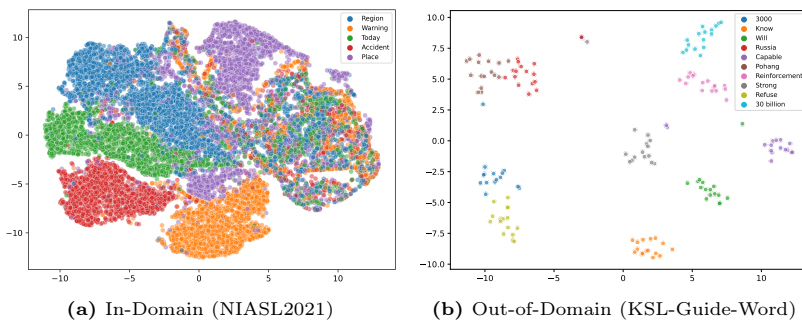 Region
Warning
Today
Accident
Place
10
5
0
−5
−10
−10
−5
0
5
10
(a) In-Domain (NIASL2021)
3000
Know
Will
Russia
Capable
Pohang
Reinforcement
Strong
Refuse
30 billion
10.0
7.5
5.0
2.5
0.0
−2.5
−5.0
−7.5
−10.0
−10
−5
0
5
10
(b) Out-of-Domain (KSL-Guide-Word)